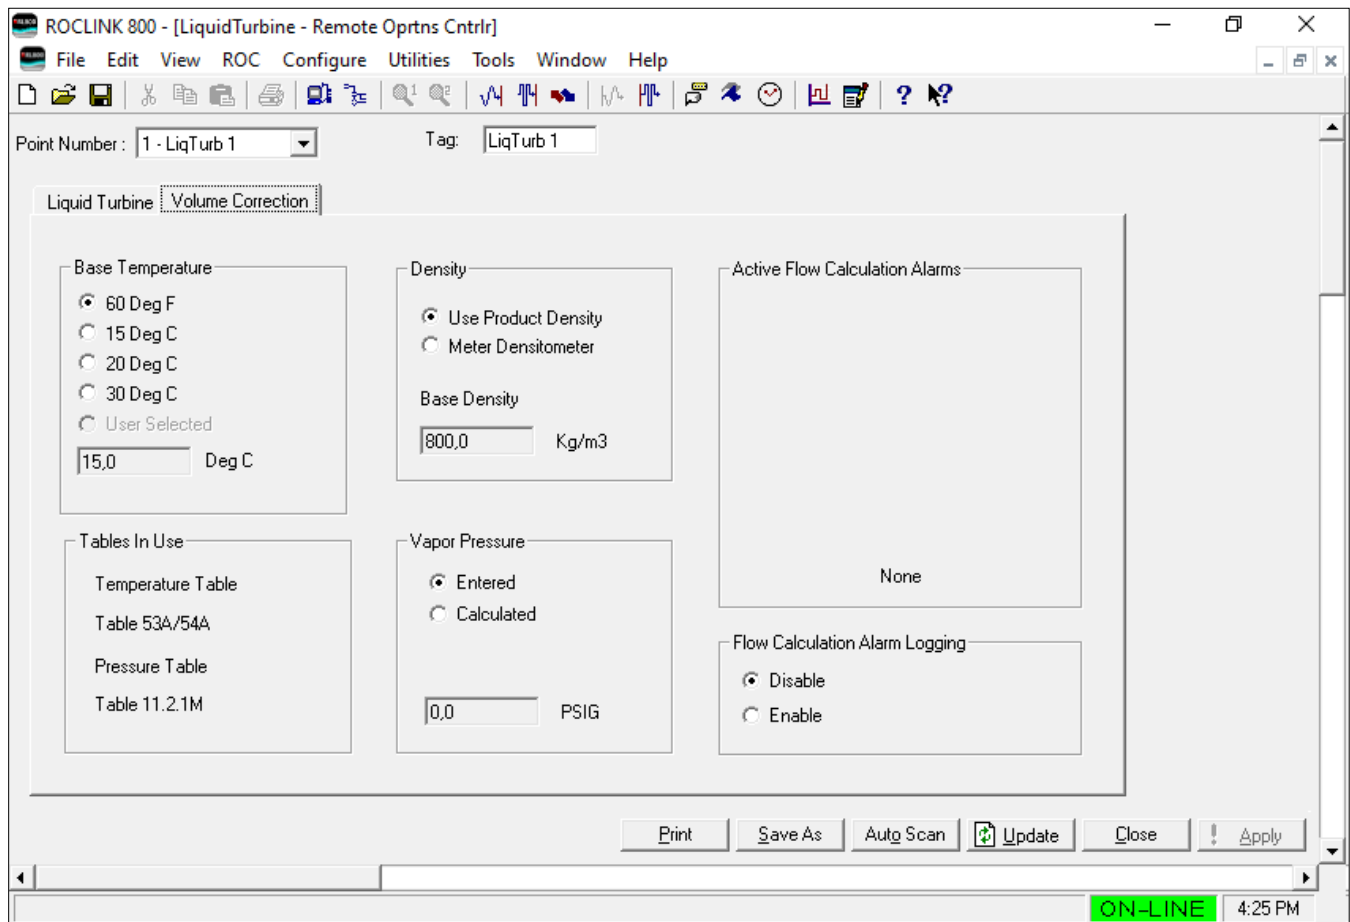 ROCLINK 800 - [LiquidTurbine - Remote Oprtns Cntrlr]
File Edit View ROC Configure Utilities Tools Window Help
Point Number : 1 - LiqTurb 1 Tag: LiqTurb 1
Liquid Turbine Volume Correction
Base Temperature
60 Deg F
15 Deg C
20 Deg C
30 Deg C
User Selected
15,0 Deg C
Density
Use Product Density
Meter Densitometer
Base Density
800,0 Kg/m3
Active Flow Calculation Alarms
None
Tables In Use
Temperature Table
Table 53A/54A
Pressure Table
Table 11.2.1M
Vapor Pressure
Entered
Calculated
0,0 PSIG
Flow Calculation Alarm Logging
Disable
Enable
Print Save As Auto Scan Update Close ! Apply
ON-LINE 4:25 PM